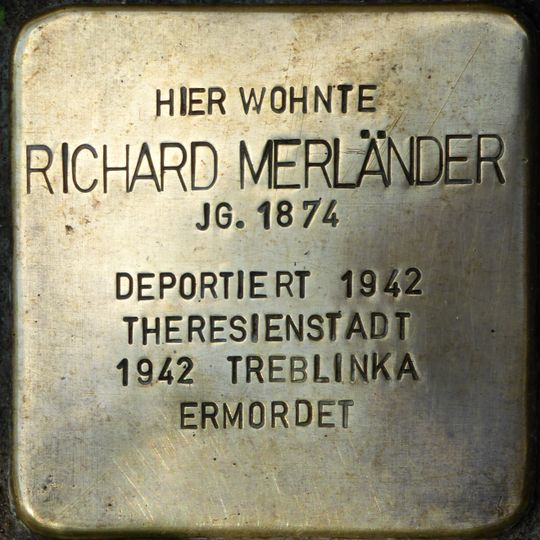 HIER WOHNTE
RICHARD MERLÄNDER
JG. 1874
DEPORTIERT 1942
THERESIENSTADT
1942 TREBLINKA
ERMORDET